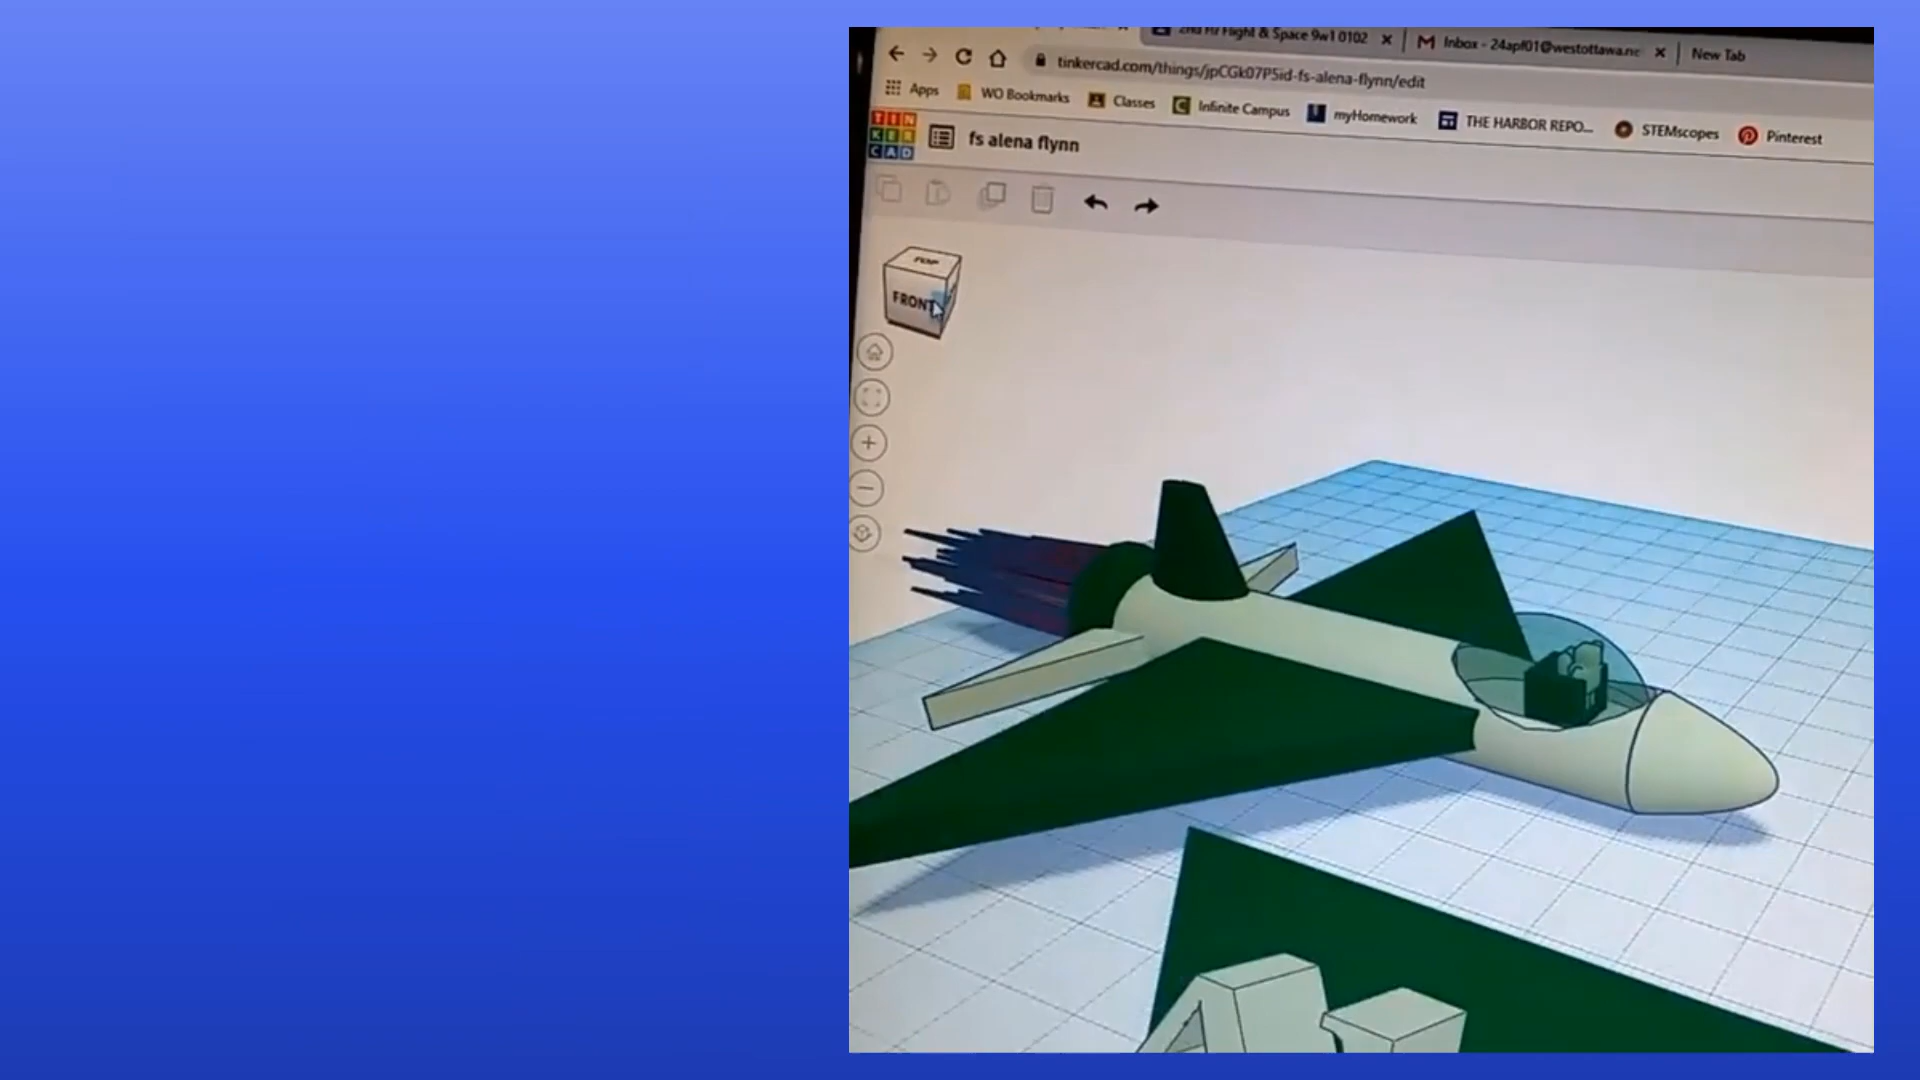 2nd Hr Flight & Space 9w1 0102
Inbox - 24apf01@westottawa.ne
New Tab
tinkercad.com/things/jpCGk07P5id-fs-alena-flynn/edit
Apps
WO Bookmarks
Classes
Infinite Campus
myHomework
THE HARBOR REPO...
STEMscopes
Pinterest
TIN
KER
CAD
fs alena flynn
TOP
FRONT